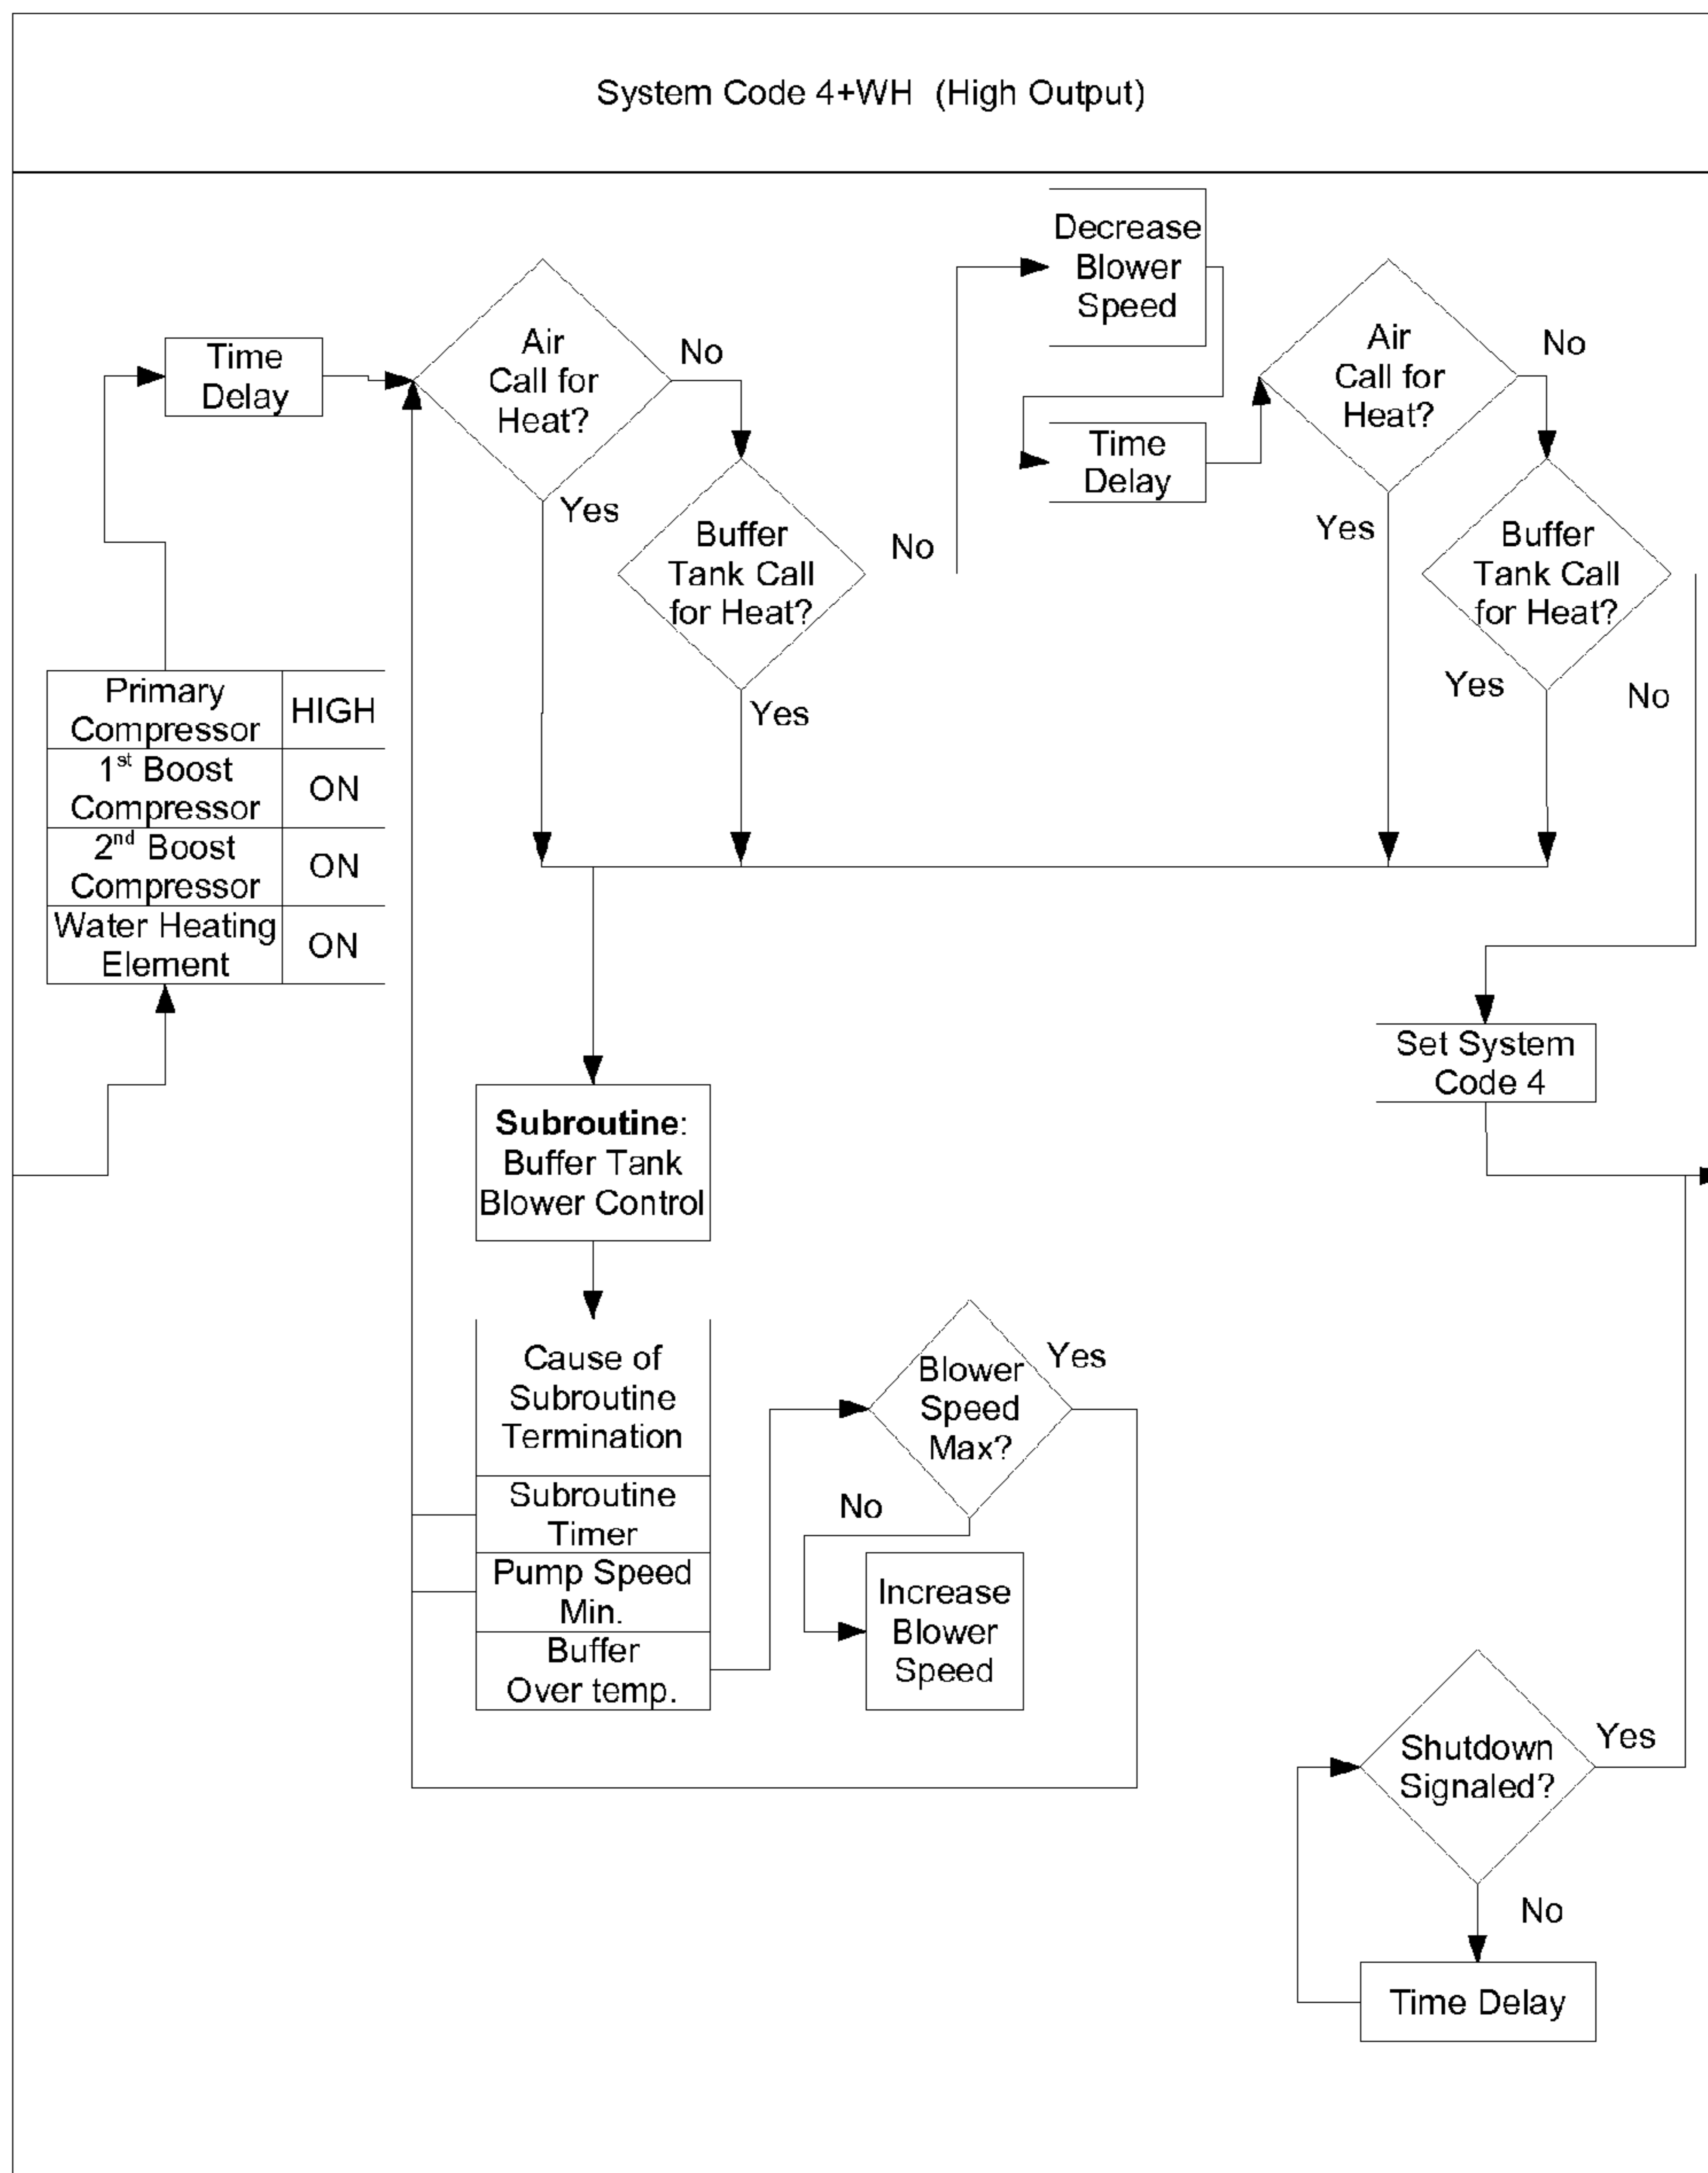 System Code 4+WH (High Output)
Time
Delay
Air
Call for
Heat?
No
Yes
Buffer
Tank Call
for Heat?
No
Yes
Decrease
Blower
Speed
Time
Delay
Air
Call for
Heat?
No
Yes
Buffer
Tank Call
for Heat?
Yes
No
Primary
Compressor
HIGH
1st Boost
Compressor
ON
2nd Boost
Compressor
ON
Water Heating
Element
ON
Set System
Code 4
Subroutine:
Buffer Tank
Blower Control
Cause of
Subroutine
Termination
Subroutine
Timer
Pump Speed
Min.
Buffer
Over temp.
Blower
Speed
Max?
Yes
No
Increase
Blower
Speed
Shutdown
Signaled?
Yes
No
Time Delay